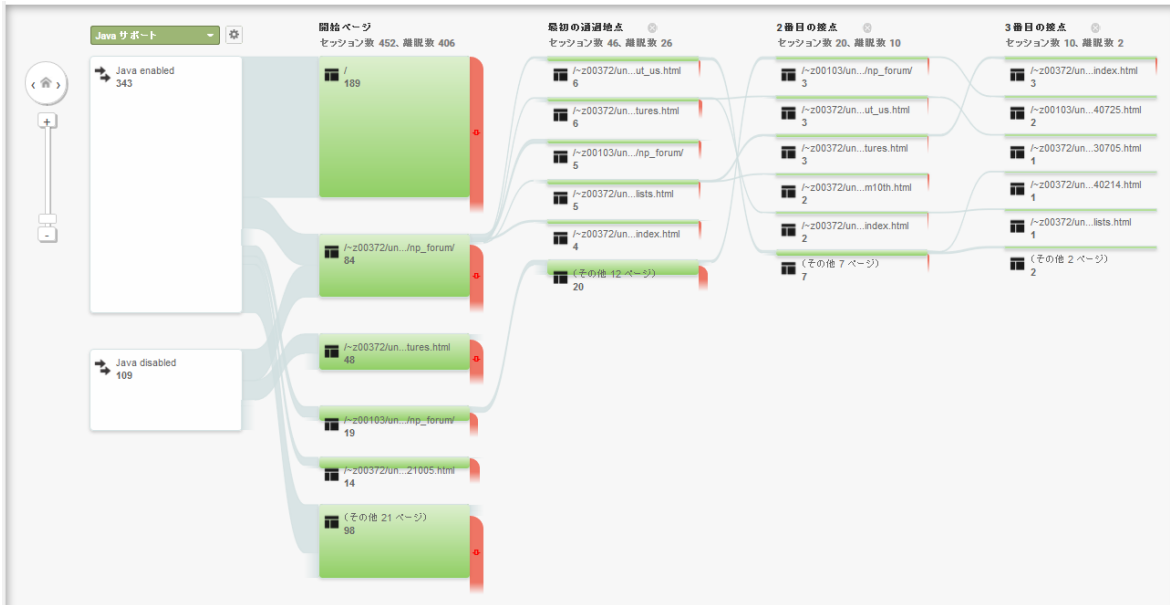 Java サポート
Java enabled
343
Java disabled
109
開始ページ
セッション数 452、離脱数 406
/
189
/~z00372/un.../np_forum/
84
/~z00372/un...tures.html
48
/~z00103/un.../np_forum/
19
/~z00372/un...21005.html
14
(その他 21 ページ)
98
最初の通過地点
セッション数 46、離脱数 26
/~z00372/un...ut_us.html
6
/~z00372/un...tures.html
6
/~z00103/un.../np_forum/
5
/~z00372/un...lists.html
5
/~z00372/un...index.html
4
(その他 12 ページ)
20
2番目の接点
セッション数 20、離脱数 10
/~z00103/un.../np_forum/
3
/~z00372/un...ut_us.html
3
/~z00372/un...tures.html
3
/~z00372/un...m10th.html
2
/~z00372/un...index.html
2
(その他 7 ページ)
7
3番目の接点
セッション数 10、離脱数 2
/~z00372/un...index.html
3
/~z00103/un...40725.html
2
/~z00372/un...30705.html
1
/~z00372/un...40214.html
1
/~z00372/un...lists.html
1
(その他 2 ページ)
2